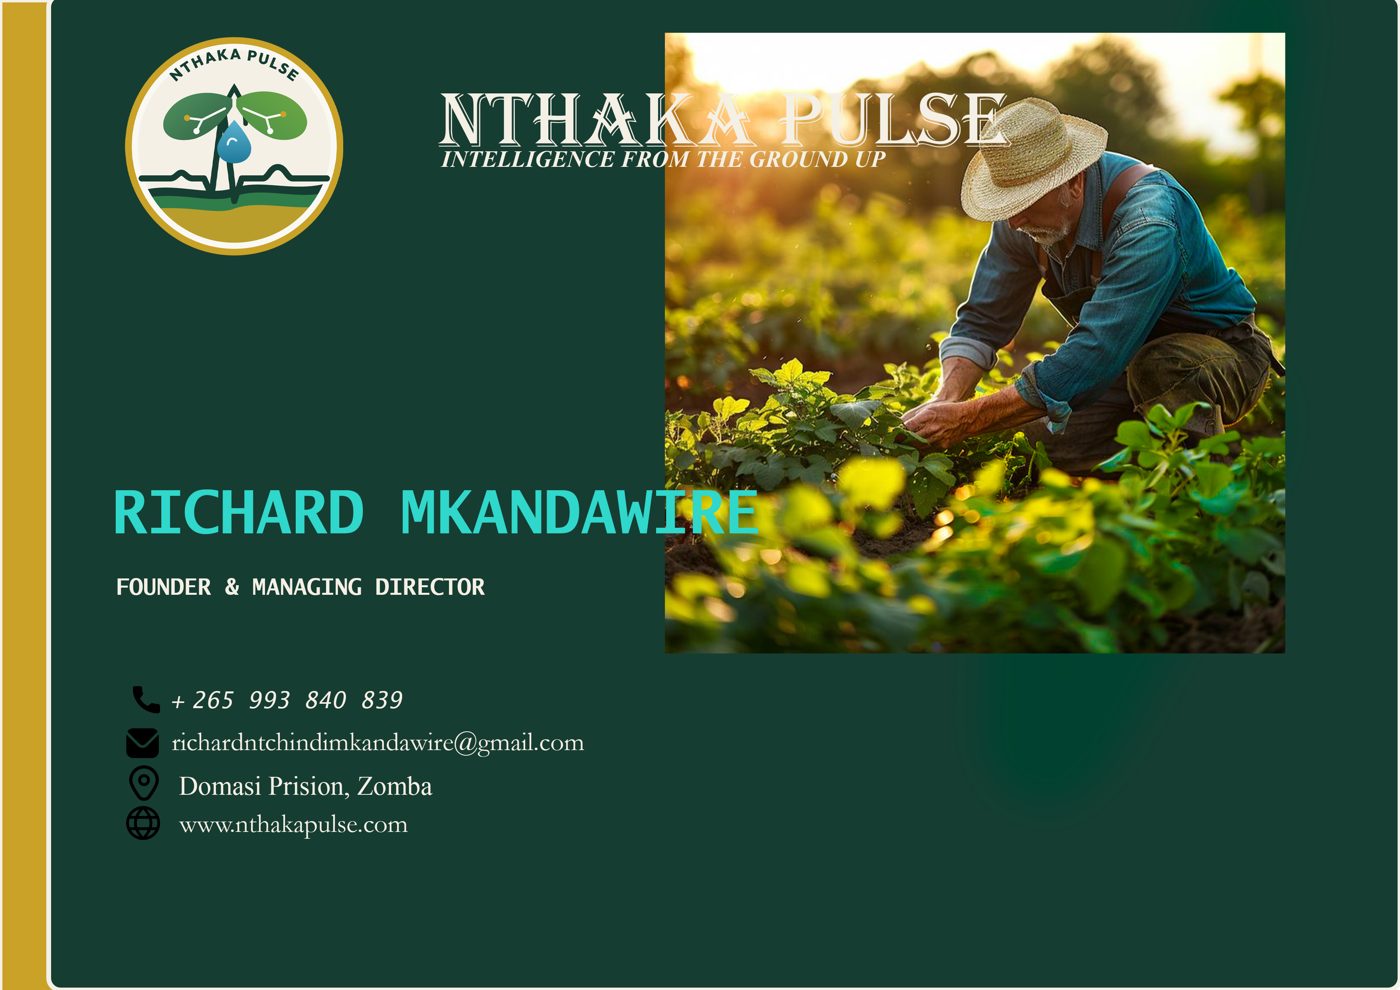 NTHAKA PULSE
NTHAKA PULSE
INTELLIGENCE FROM THE GROUND UP
RICHARD MKANDAWIRE
FOUNDER & MANAGING DIRECTOR
+ 265 993 840 839
richardntchindimkandawire@gmail.com
Domasi Prision, Zomba
www.nthakapulse.com